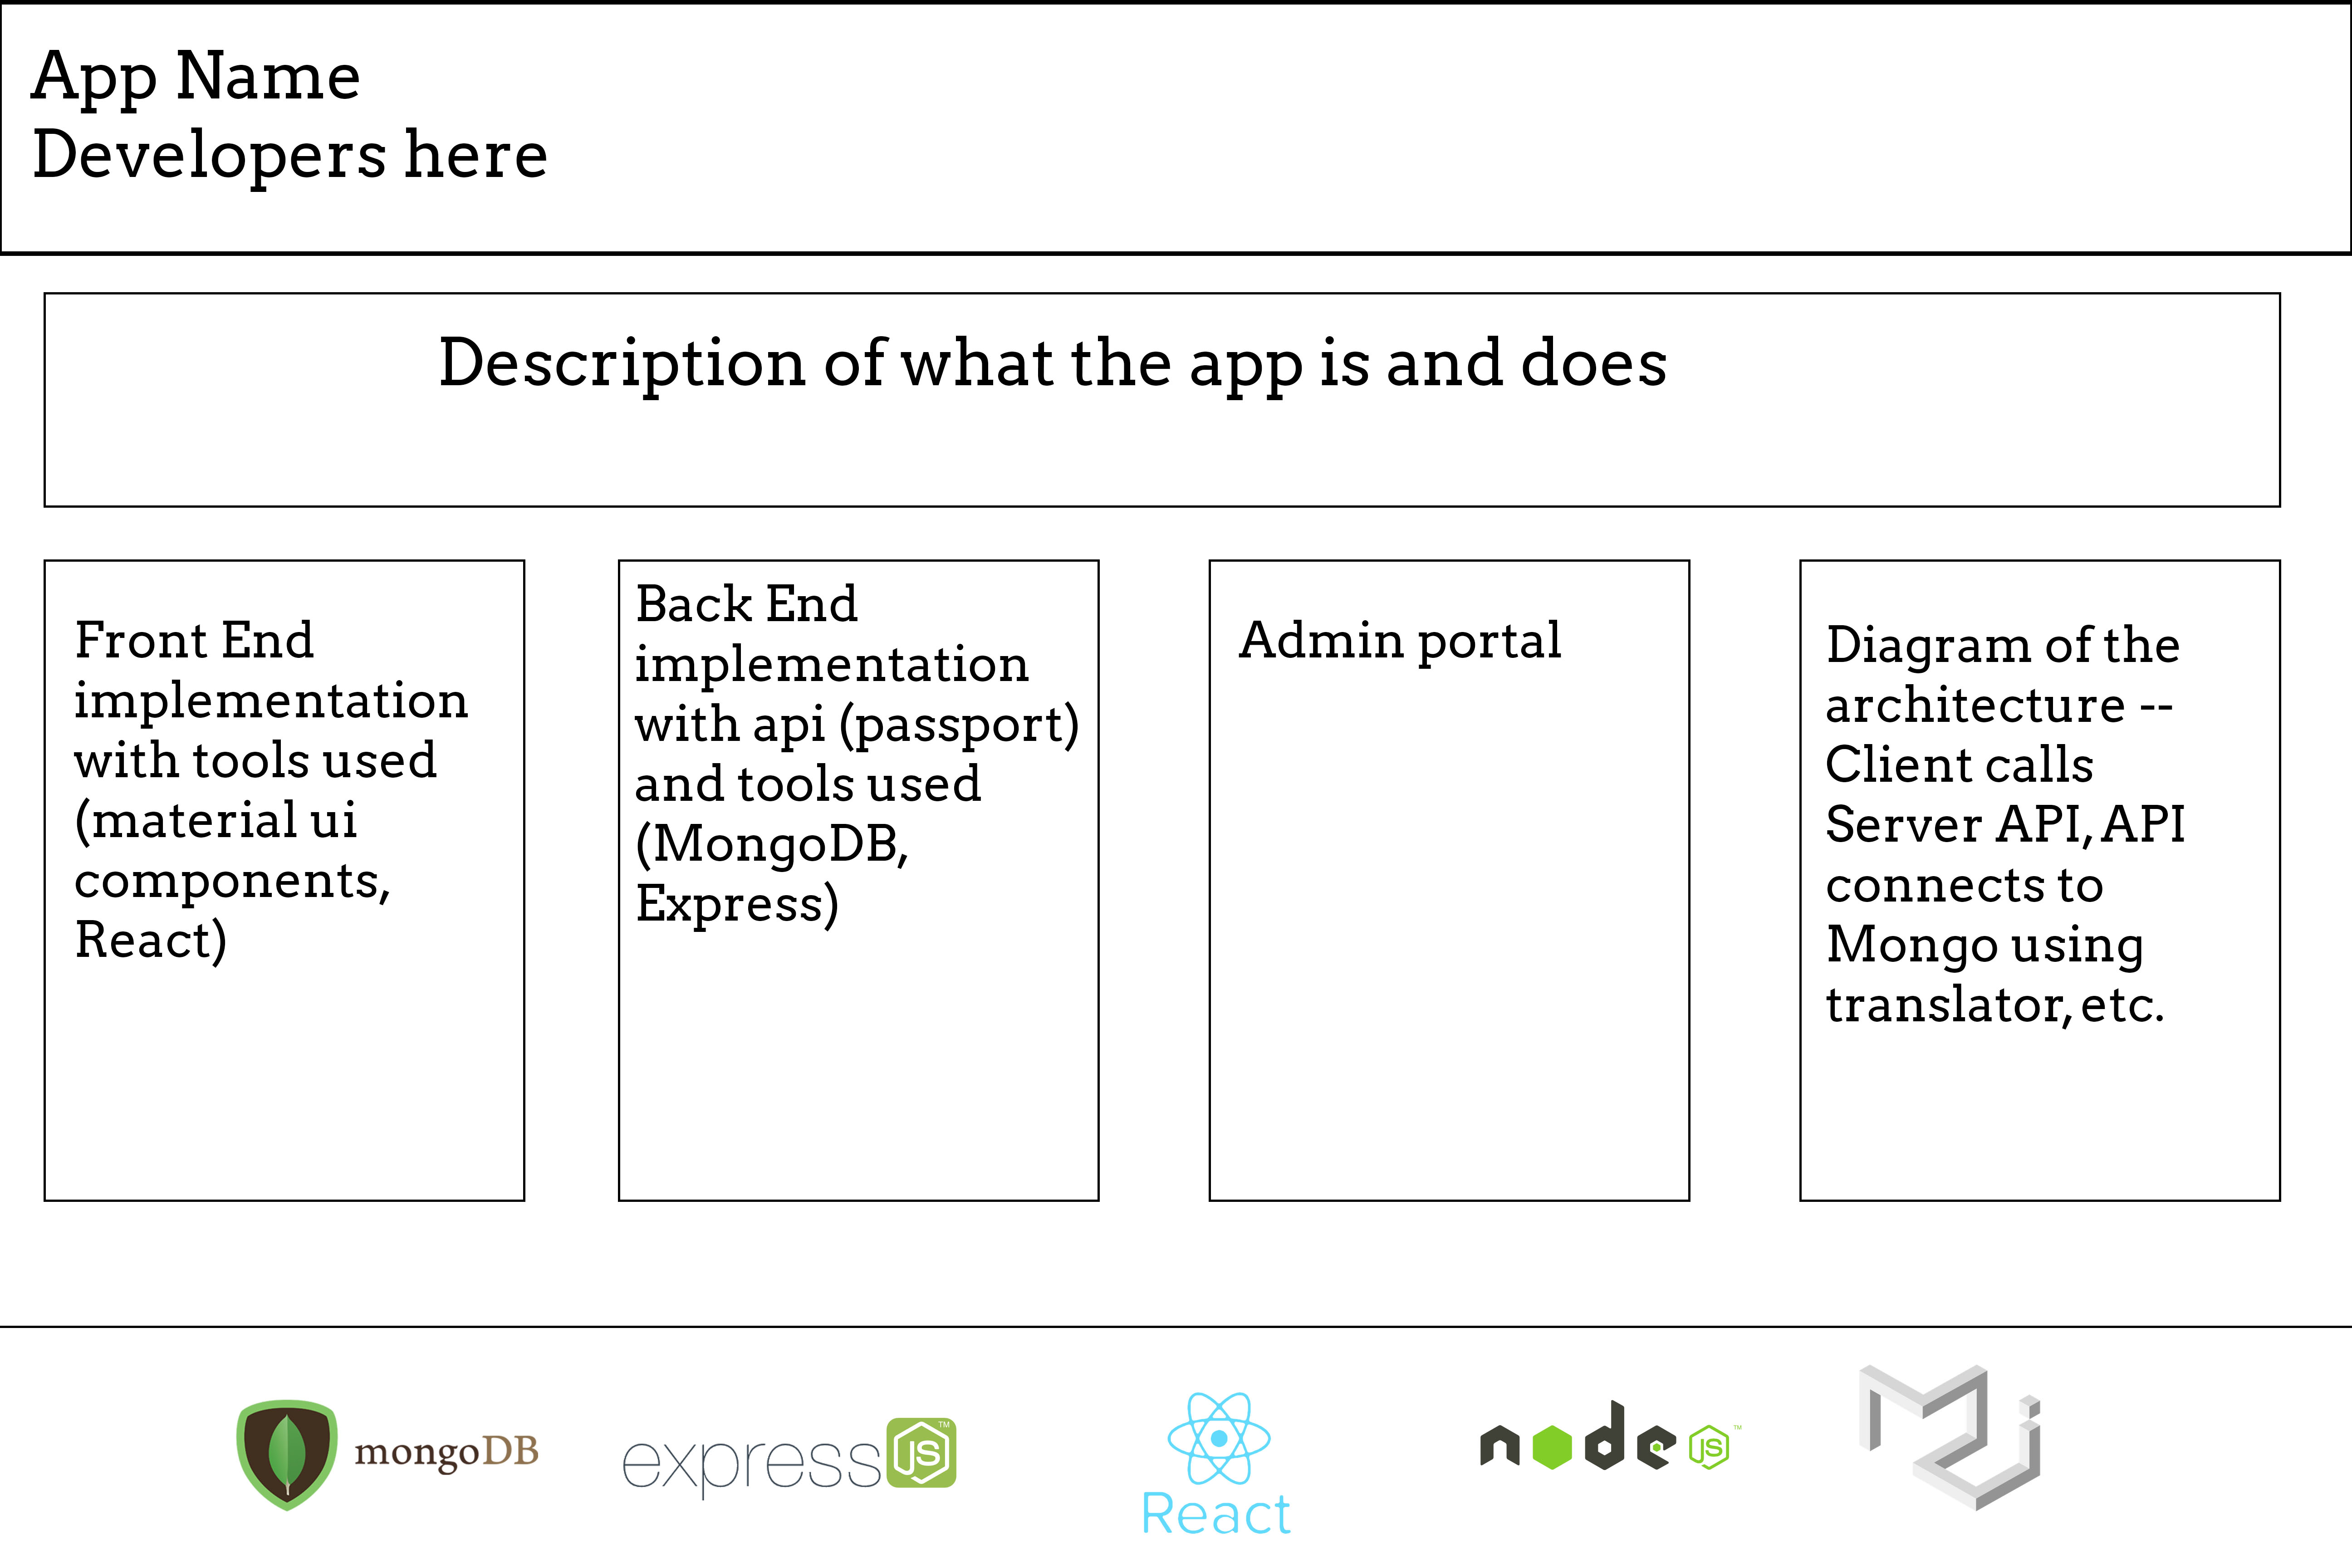 App Name
Developers here
Description of what the app is and does
Front End
implementation
with tools used
(material ui
components,
React)
Back End
implementation
with api (passport)
and tools used
(MongoDB,
Express)
Admin portal
Diagram of the
architecture --
Client calls
Server API, API
connects to
Mongo using
translator, etc.
mongoDB
express JS TM
React
node JS TM